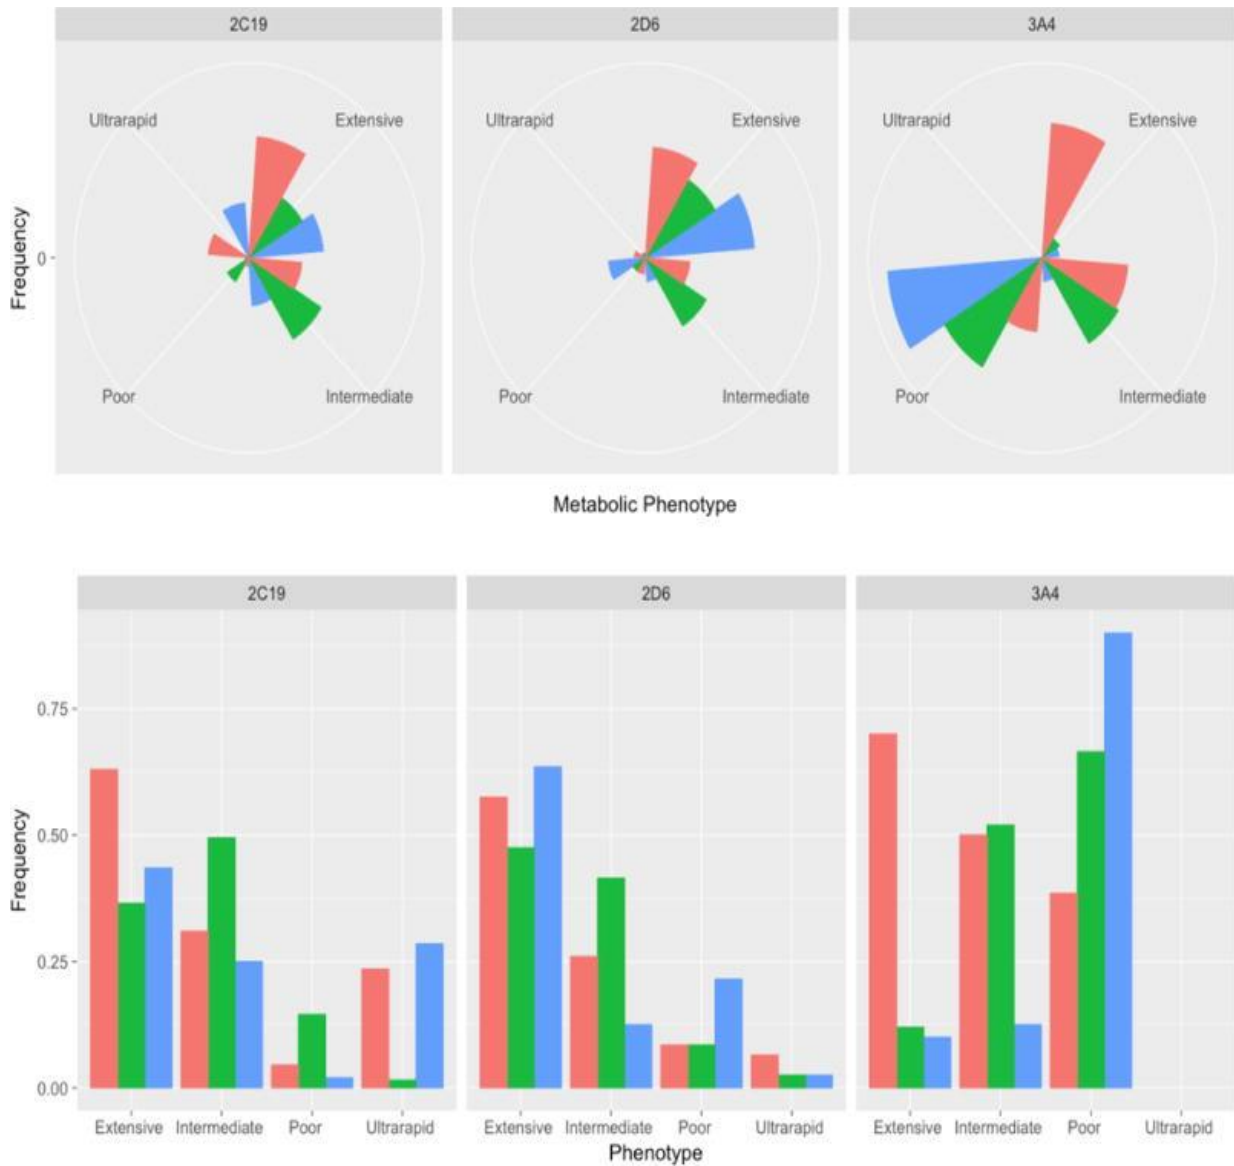 2C19 2D6 3A4
Ultrarapid Extensive Ultrarapid Extensive Ultrarapid Extensive
Frequency
0
Poor Intermediate Poor Intermediate Poor Intermediate
Metabolic Phenotype
2C19 2D6 3A4
0.75
0.50
Frequency
0.25
0.00
Extensive Intermediate Poor Ultrarapid Extensive Intermediate Poor Ultrarapid Extensive Intermediate Poor Ultrarapid
Phenotype